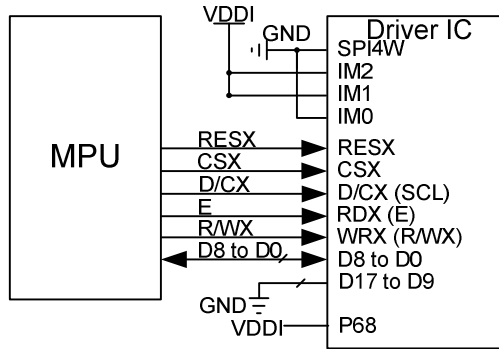 VDDI
Driver IC
GND
SPI4W
IM2
IM1
IM0
MPU
RESX
RESX
CSX
CSX
D/CX
D/CX (SCL)
E
RDX (E)
R/WX
WRX (R/WX)
D8 to D0
D8 to D0
D17 to D9
GND
VDDI
P68